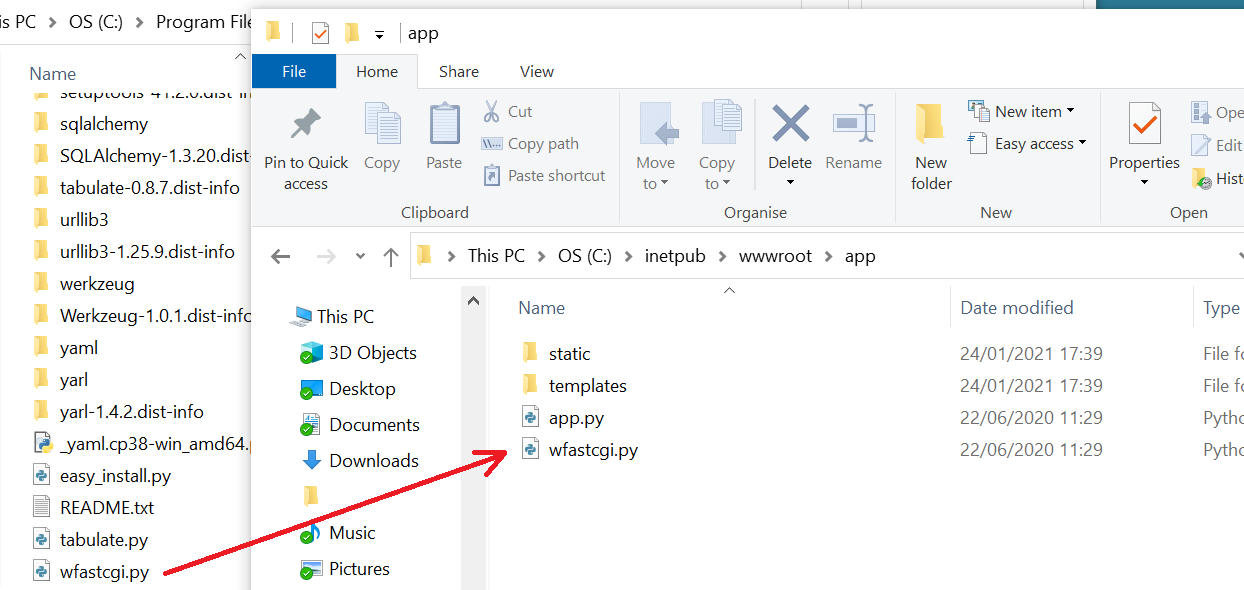 is PC > OS (C:) > Program File
Name
setuptools-41.2.0.dist-in
sqlalchemy
SQLAlchemy-1.3.20.dist-
tabulate-0.8.7.dist-info
urllib3
urllib3-1.25.9.dist-info
werkzeug
Werkzeug-1.0.1.dist-info
yaml
yarl
yarl-1.4.2.dist-info
_yaml.cp38-win_amd64.p
easy_install.py
README.txt
tabulate.py
wfastcgi.py
app
File Home Share View
Pin to Quick access
Copy
Paste
Cut
Copy path
Paste shortcut
Clipboard
Move to
Copy to
Delete
Rename
Organise
New folder
New item
Easy access
New
Properties
Ope
Edit
Histo
Open
This PC > OS (C:) > inetpub > wwwroot > app
This PC
3D Objects
Desktop
Documents
Downloads
Music
Pictures
Name Date modified Type
static 24/01/2021 17:39 File fo
templates 24/01/2021 17:39 File fo
app.py 22/06/2020 11:29 Pytho
wfastcgi.py 22/06/2020 11:29 Pytho